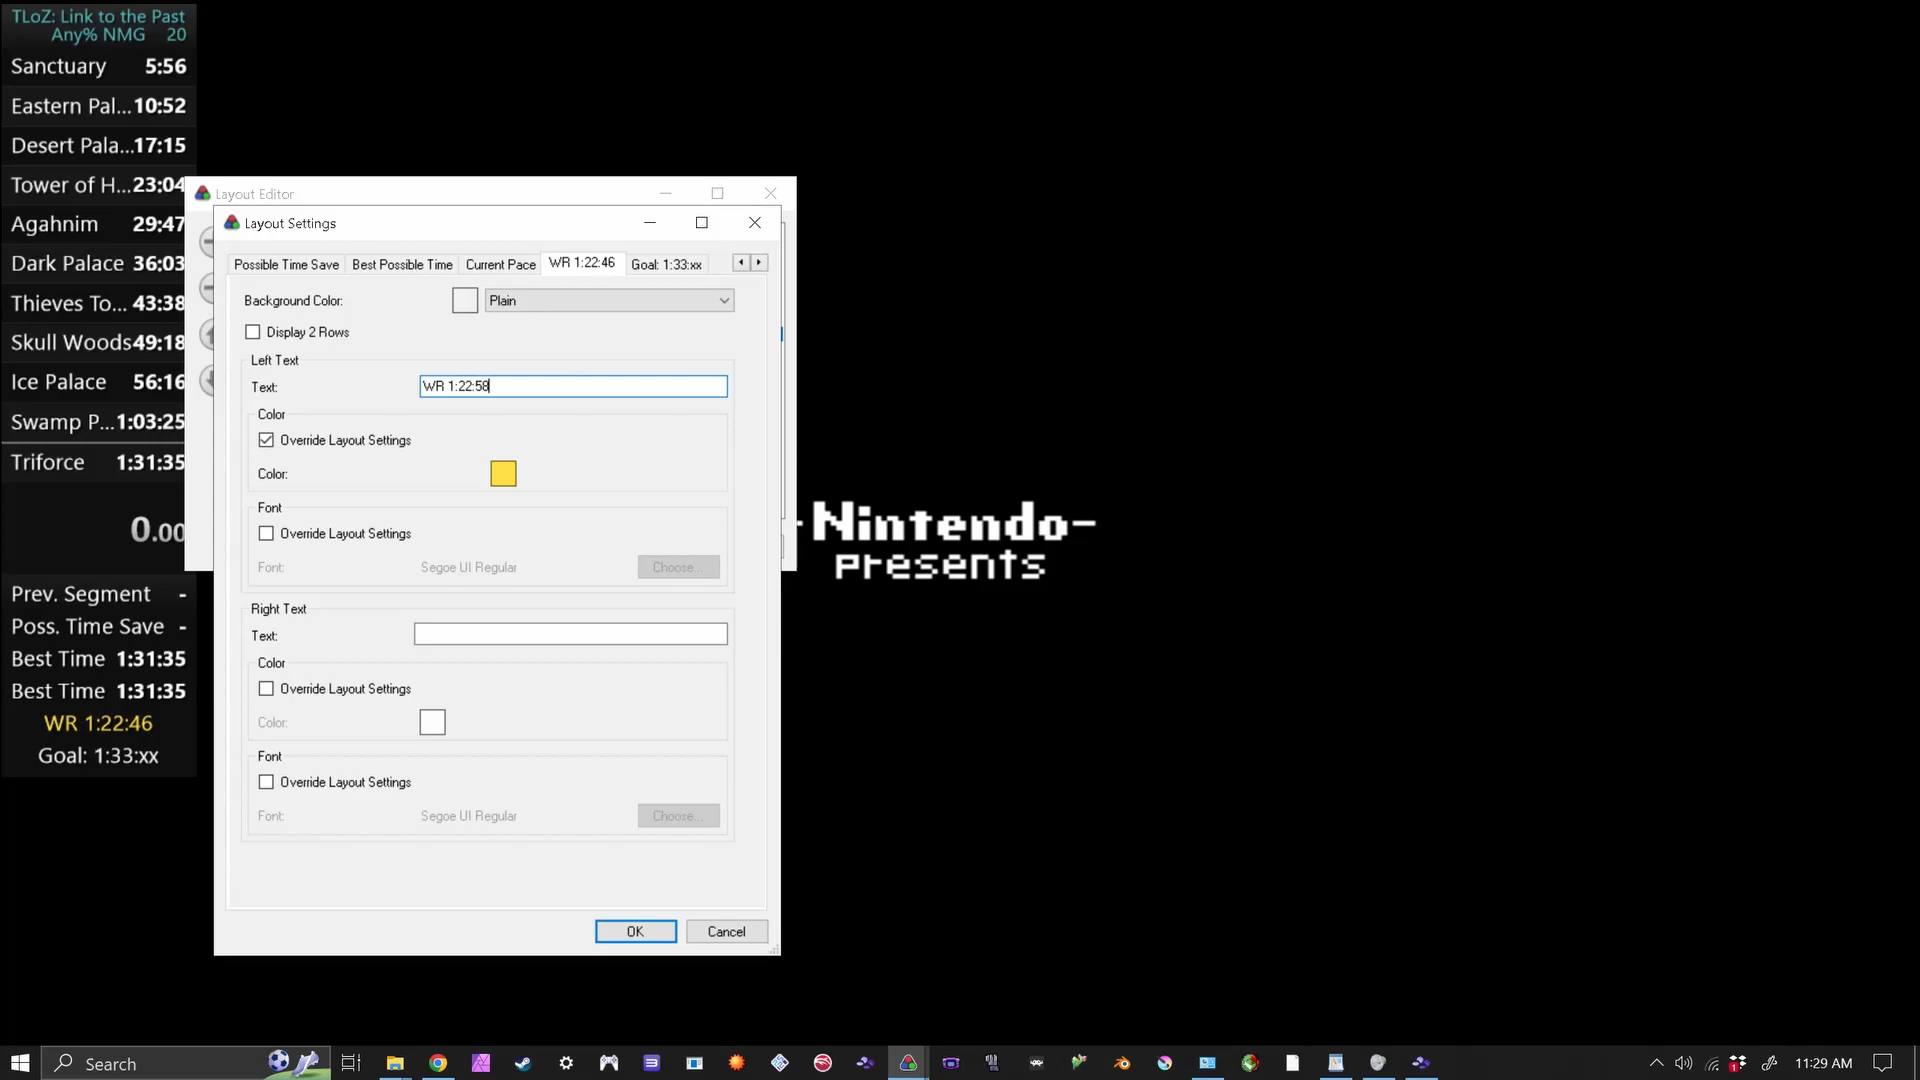 TLoZ: Link to the Past
Any% NMG 20
Sanctuary 5:56
Eastern Pal... 10:52
Desert Pala... 17:15
Tower of H... 23:04
Agahnim 29:47
Dark Palace 36:03
Thieves To... 43:38
Skull Woods 49:18
Ice Palace 56:16
Swamp P... 1:03:25
Triforce 1:31:35
0.00
Prev. Segment -
Poss. Time Save -
Best Time 1:31:35
Best Time 1:31:35
WR 1:22:46
Goal: 1:33:xx
Layout Editor
Layout Settings
Possible Time Save Best Possible Time Current Pace WR 1:22:46 Goal: 1:33:xx
Background Color: Plain
Display 2 Rows
Left Text
Text: WR 1:22:58
Color
Override Layout Settings
Color:
Font
Override Layout Settings
Font: Segoe UI Regular Choose...
Right Text
Text:
Color
Override Layout Settings
Color:
Font
Override Layout Settings
Font: Segoe UI Regular Choose...
OK Cancel
-Nintendo-
presents
Search
11:29 AM